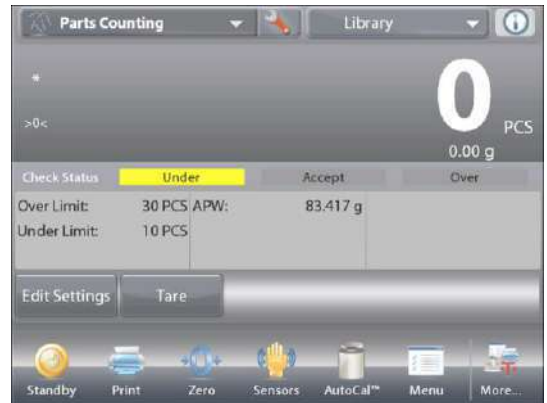 Parts Counting Library
*
0 PCS
>0<
0.00 g
Check Status Under Accept Over
Over Limit: 30 PCS APW: 83.417 g
Under Limit: 10 PCS
Edit Settings Tare
Standby Print Zero Sensors AutoCal™ Menu More...